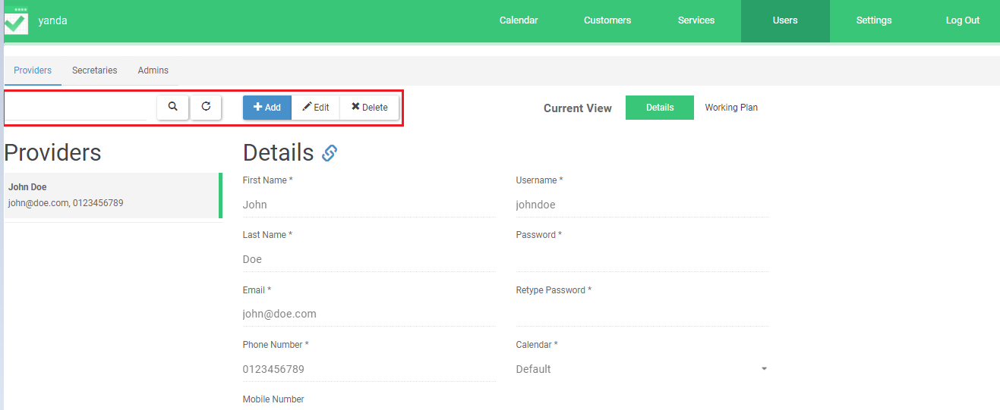 yanda Calendar Customers Services Users Settings Log Out
Providers Secretaries Admins
Add Edit Delete Current View Details Working Plan
Providers
John Doe
john@doe.com, 0123456789
Details
First Name *
John
Last Name *
Doe
Email *
john@doe.com
Phone Number *
0123456789
Mobile Number
Username *
johndoe
Password *
Retype Password *
Calendar *
Default